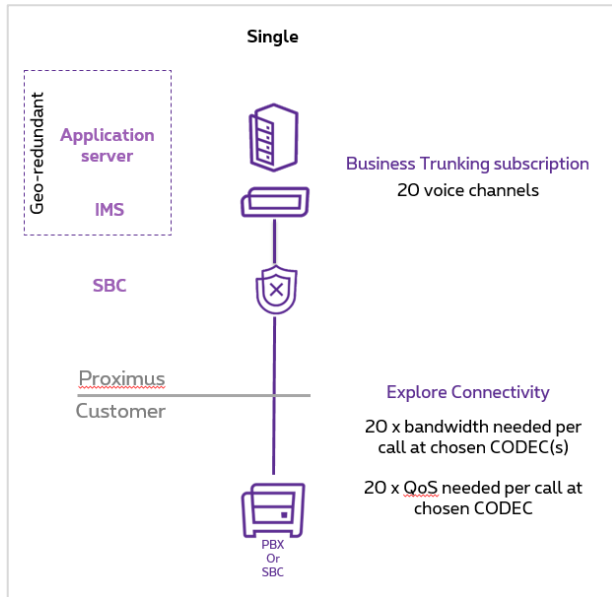 Single
Geo-redundant
Application
server
IMS
Business Trunking subscription
20 voice channels
SBC
Proximus
Customer
Explore Connectivity
20 x bandwidth needed per
call at chosen CODEC(s)
20 x QoS needed per call at
chosen CODEC
PBX
Or
SBC